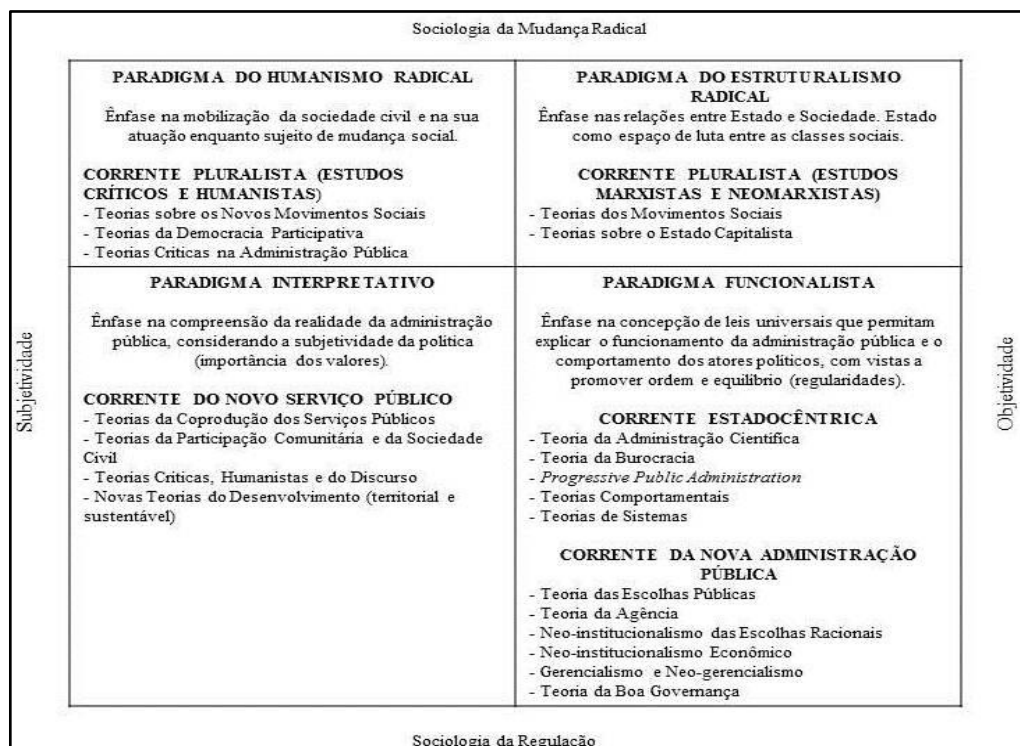 Sociologia da Mudança Radical
PARADIGMA DO HUMANISMO RADICAL
Ênfase na mobilização da sociedade civil e na sua
atuação enquanto sujeito de mudança social.
CORRENTE PLURALISTA (ESTUDOS
CRÍTICOS E HUMANISTAS)
- Teorias sobre os Novos Movimentos Sociais
- Teorias da Democracia Participativa
- Teorias Críticas na Administração Pública
PARADIGMA DO ESTRUTURALISMO
RADICAL
Ênfase nas relações entre Estado e Sociedade. Estado
como espaço de luta entre as classes sociais.
CORRENTE PLURALISTA (ESTUDOS
MARXISTAS E NEOMARXISTAS)
- Teorias dos Movimentos Sociais
- Teorias sobre o Estado Capitalista
Subjetividade
PARADIGMA INTERPRETATIVO
Ênfase na compreensão da realidade da administração
pública, considerando a subjetividade da política
(importância dos valores).
CORRENTE DO NOVO SERVIÇO PÚBLICO
- Teorias da Coprodução dos Serviços Públicos
- Teorias da Participação Comunitária e da Sociedade
Civil
- Teorias Críticas, Humanistas e do Discurso
- Novas Teorias do Desenvolvimento (territorial e
sustentável)
PARADIGMA FUNCIONALISTA
Ênfase na concepção de leis universais que permitam
explicar o funcionamento da administração pública e o
comportamento dos atores políticos, com vistas a
promover ordem e equilíbrio (regularidades).
CORRENTE ESTADOCÊNTRICA
- Teoria da Administração Científica
- Teoria da Burocracia
- Progressive Public Administration
- Teorias Comportamentais
- Teorias de Sistemas
CORRENTE DA NOVA ADMINISTRAÇÃO
PÚBLICA
- Teoria das Escolhas Públicas
- Teoria da Agência
- Neo-institucionalismo das Escolhas Racionais
- Neo-institucionalismo Econômico
- Gerencialismo e Neo-gerencialismo
- Teoria da Boa Governança
Objetividade
Sociologia da Regulação